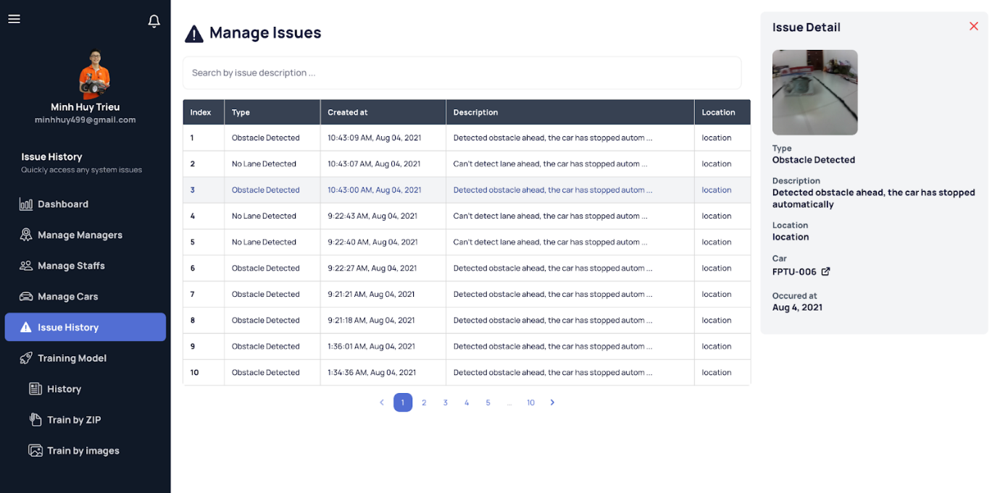 Minh Huy Trieu
minhhuy499@gmail.com
Issue History
Quickly access any system issues
Dashboard
Manage Managers
Manage Staffs
Manage Cars
Issue History
Training Model
History
Train by ZIP
Train by images
Manage Issues
Search by issue description ...
Index Type Created at Description Location
1 Obstacle Detected 10:43:09 AM, Aug 04, 2021 Detected obstacle ahead, the car has stopped autom ... location
2 No Lane Detected 10:43:07 AM, Aug 04, 2021 Can't detect lane ahead, the car has stopped autom ... location
3 Obstacle Detected 10:43:00 AM, Aug 04, 2021 Detected obstacle ahead, the car has stopped autom ... location
4 No Lane Detected 9:22:43 AM, Aug 04, 2021 Can't detect lane ahead, the car has stopped autom ... location
5 No Lane Detected 9:22:40 AM, Aug 04, 2021 Can't detect lane ahead, the car has stopped autom ... location
6 Obstacle Detected 9:22:27 AM, Aug 04, 2021 Detected obstacle ahead, the car has stopped autom ... location
7 Obstacle Detected 9:21:21 AM, Aug 04, 2021 Detected obstacle ahead, the car has stopped autom ... location
8 Obstacle Detected 9:21:18 AM, Aug 04, 2021 Detected obstacle ahead, the car has stopped autom ... location
9 Obstacle Detected 1:36:01 AM, Aug 04, 2021 Detected obstacle ahead, the car has stopped autom ... location
10 Obstacle Detected 1:34:36 AM, Aug 04, 2021 Detected obstacle ahead, the car has stopped autom ... location
< 1 2 3 4 5 ... 10 >
Issue Detail
Type
Obstacle Detected
Description
Detected obstacle ahead, the car has stopped
automatically
Location
location
Car
FPTU-006
Occured at
Aug 4, 2021